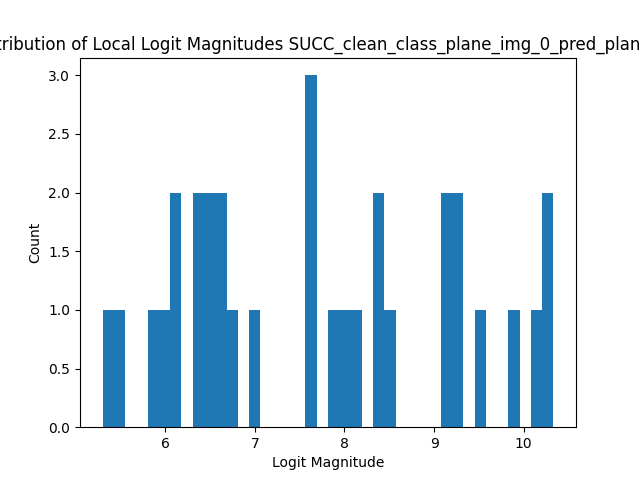 tribution of Local Logit Magnitudes SUCC_clean_class_plane_img_0_pred_plan
3.0
2.5
2.0
1.5
1.0
0.5
0.0
Count
6 7 8 9 10
Logit Magnitude